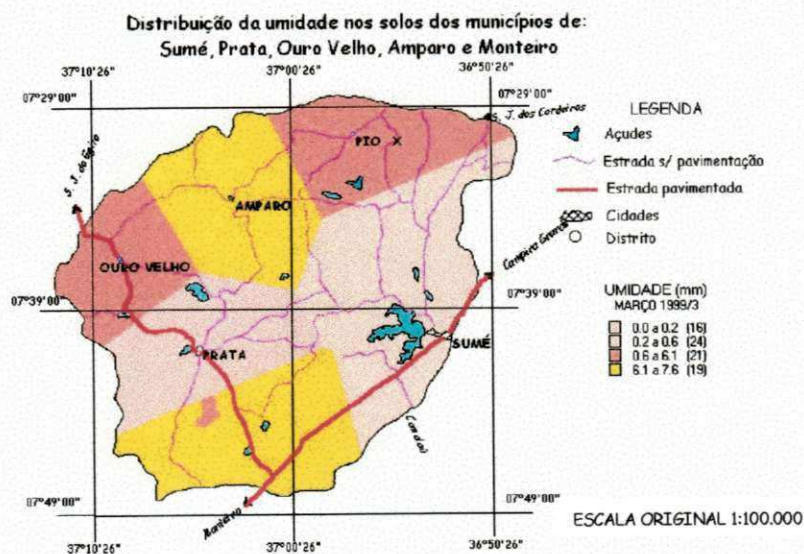 Distribuição da umidade nos solos dos municípios de:
Sumé, Prata, Ouro Velho, Amparo e Monteiro
37°10'26"
37°00'26"
36°50'26"
07°29'00"
07°29'00"
S. J. dos Cordeiros
PIO X
S. J. do Egito
AMPARO
OURO VELHO
Campina Grande
07°39'00"
07°39'00"
SUMÉ
PRATA
Monteiro
07°49'00"
07°49'00"
37°10'26"
37°00'26"
36°50'26"
LEGENDA
Açudes
Estrada s/ pavimentação
Estrada pavimentada
Cidades
Distrito
UMIDADE (mm)
MARÇO 1999/3
0.0 a 0.2 (16)
0.2 a 0.6 (24)
0.6 a 6.1 (21)
6.1 a 7.6 (19)
ESCALA ORIGINAL 1:100.000